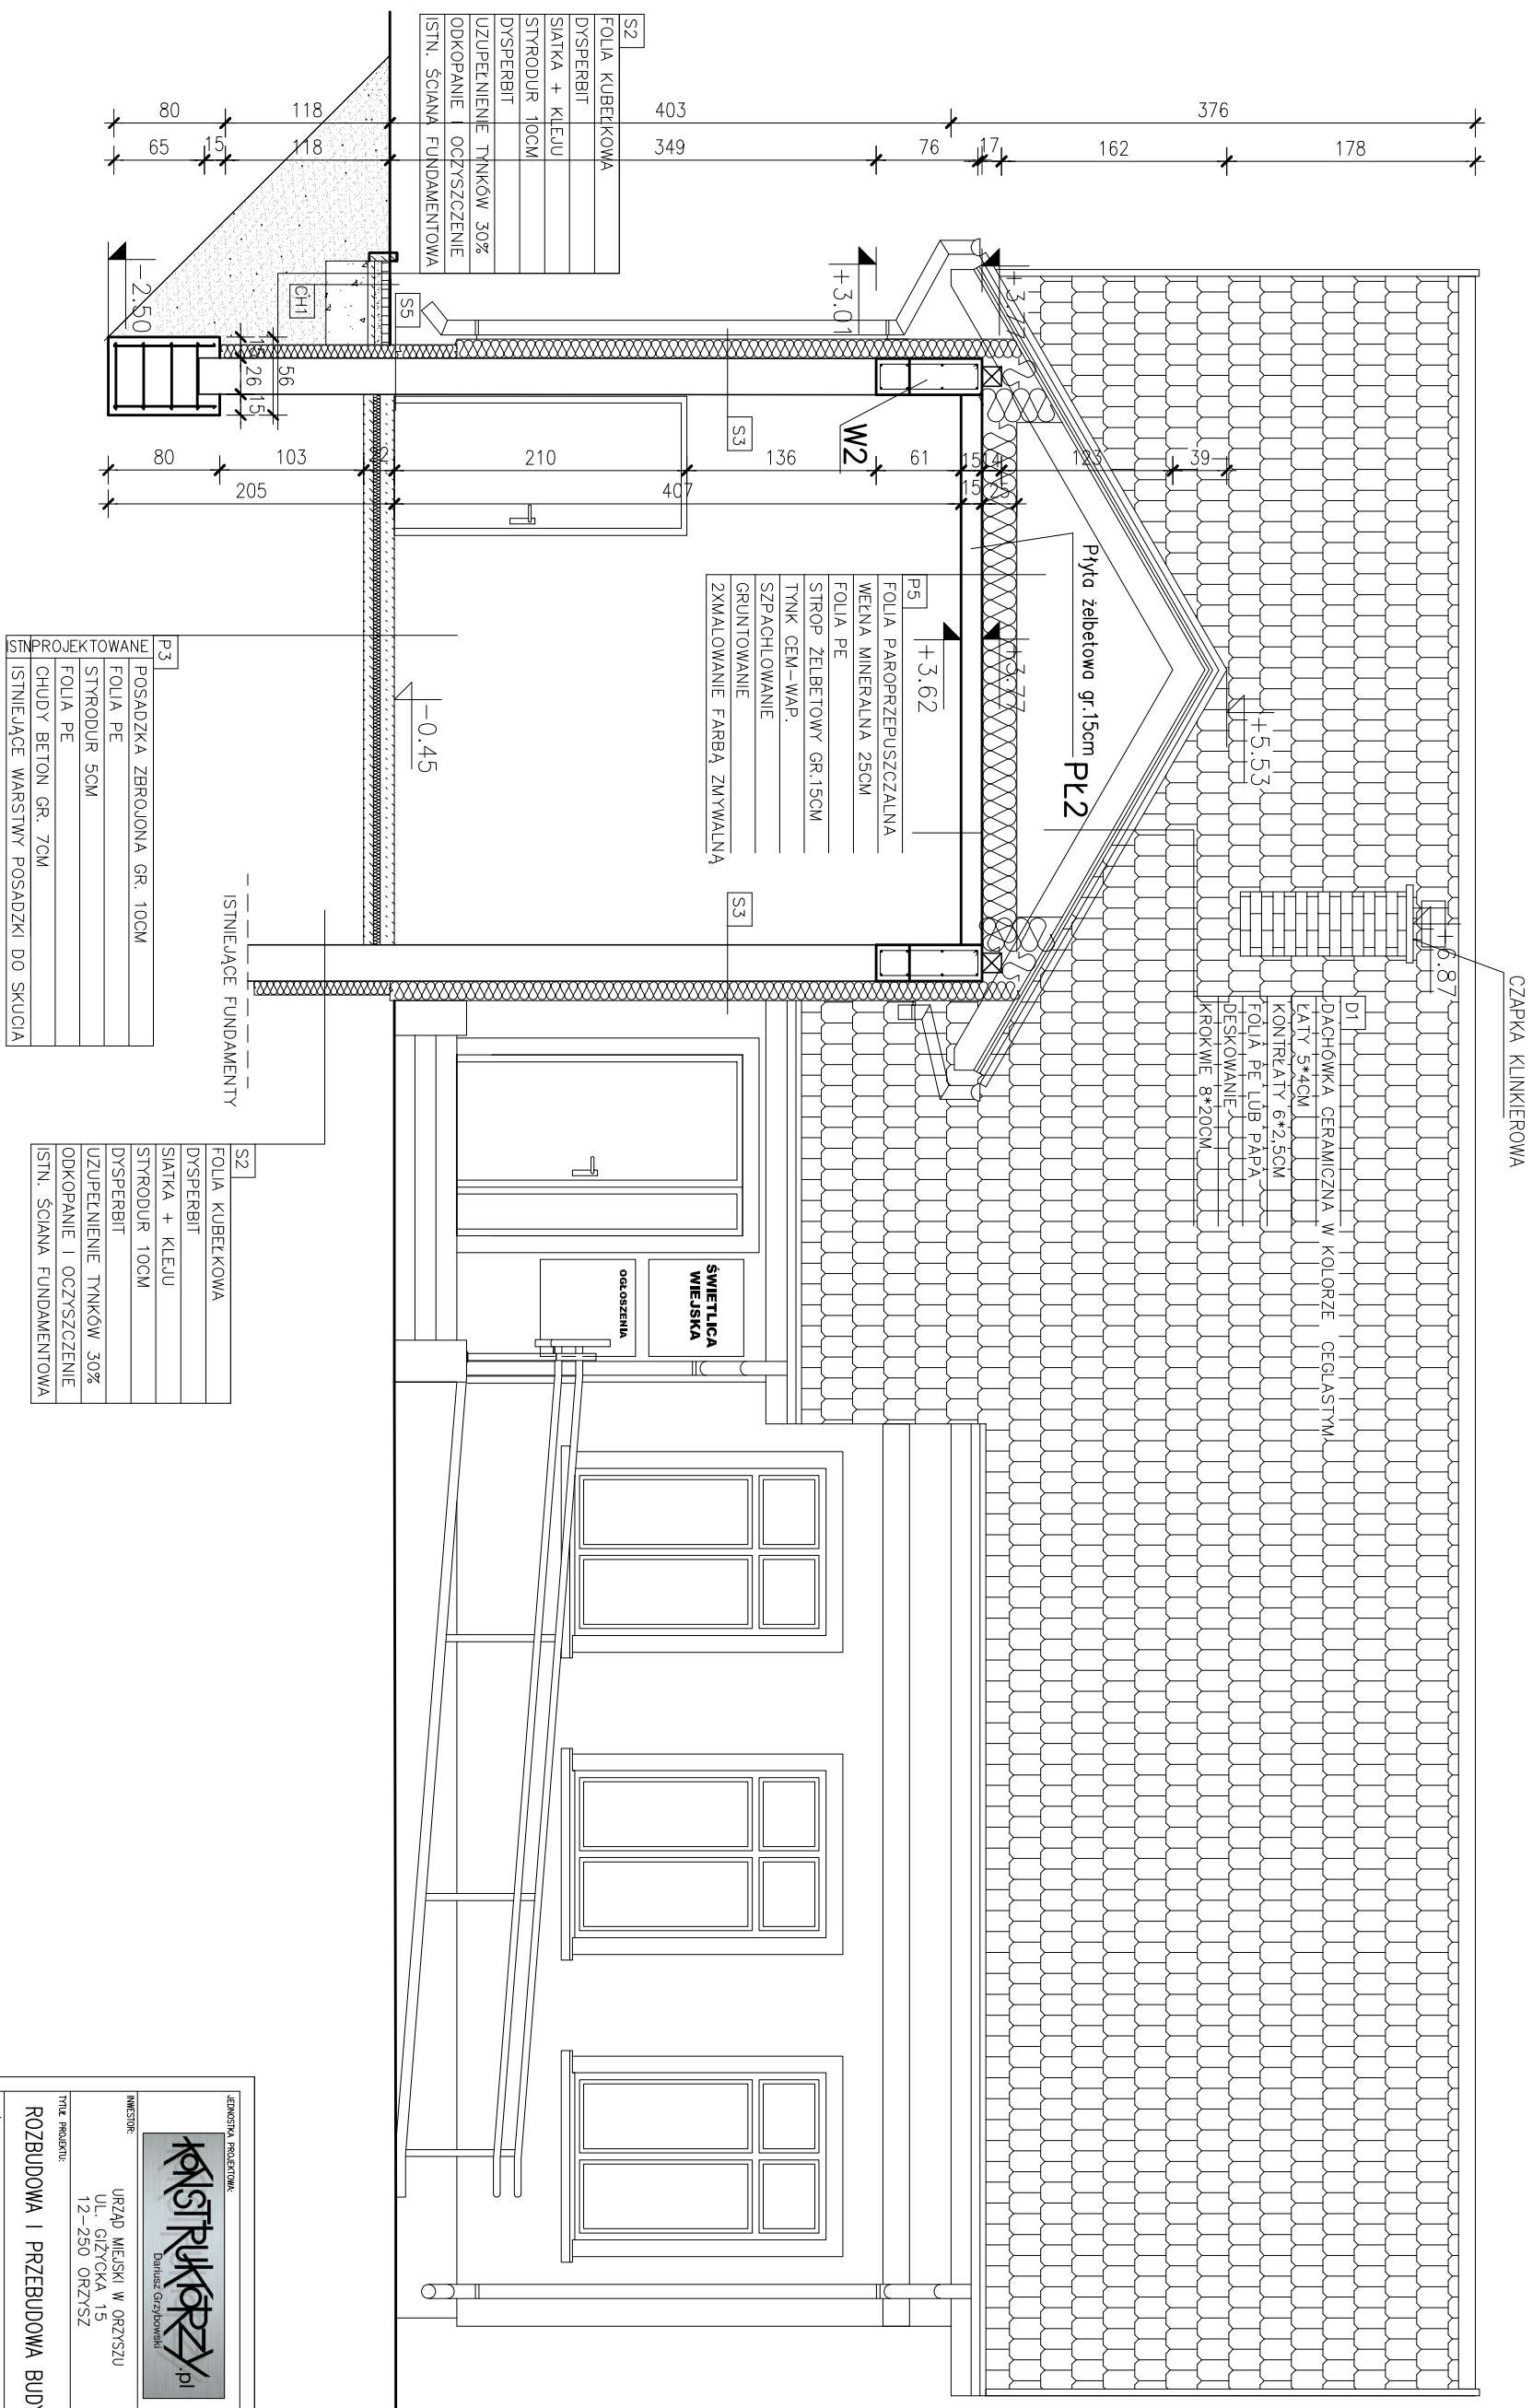 CZAPKA KLINKIEROWA
+6.87
D1
DACHÓWKA CERAMICZNA W KOLORZE CEGLASTYM
ŁATY 5*4CM
KONTRŁATY 6*2,5CM
FOLIA PE LUB PAPA
DESKOWANIE
KROKWIE 8*20CM
376
403
118
80
178
162
17
76
349
118
15
65
+5.53
+3.77
+3.01
Płyta żelbetowa gr.15cm PŁ2
+3.77
+3.62
39
123
14
15
61
136
210
12
103
80
25
15
407
205
W2
P5
FOLIA PAROPRZEPUSZCZALNA
WEŁNA MINERALNA 25CM
FOLIA PE
STROP ŻELBETOWY GR.15CM
TYNK CEM-WAP.
SZPACHLOWANIE
GRUNTOWANIE
2XMALOWANIE FARBĄ ZMYWALNĄ
S3
S3
S2
FOLIA KUBEŁKOWA
DYSPERBIT
SIATKA + KLEJU
STYRODUR 10CM
DYSPERBIT
UZUPEŁNIENIE TYNKÓW 30%
ODKOPANIE I OCZYSZCZENIE
ISTN. ŚCIANA FUNDAMENTOWA
S5
CH1
-2.50
56
15
26
15
-0.45
ŚWIETLICA
WIEJSKA
OGŁOSZENIA
ISTNIEJĄCE FUNDAMENTY
P3
PROJEKTOWANE
ISTN
POSADZKA ZBROJONA GR. 10CM
FOLIA PE
STYRODUR 5CM
FOLIA PE
CHUDY BETON GR. 7CM
ISTNIEJĄCE WARSTWY POSADZKI DO SKUCIA
S2
FOLIA KUBEŁKOWA
DYSPERBIT
SIATKA + KLEJU
STYRODUR 10CM
DYSPERBIT
UZUPEŁNIENIE TYNKÓW 30%
ODKOPANIE I OCZYSZCZENIE
ISTN. ŚCIANA FUNDAMENTOWA
JEDNOSTKA PROJEKTOWA:
KONSTRUKTORZY.pl
Dariusz Grzybowski
INWESTOR:
URZĄD MIEJSKI W ORZYSZU
UL. GIŻYCKA 15
12-250 ORZYSZ
TYTUŁ PROJEKTU:
ROZBUDOWA I PRZEBUDOWA